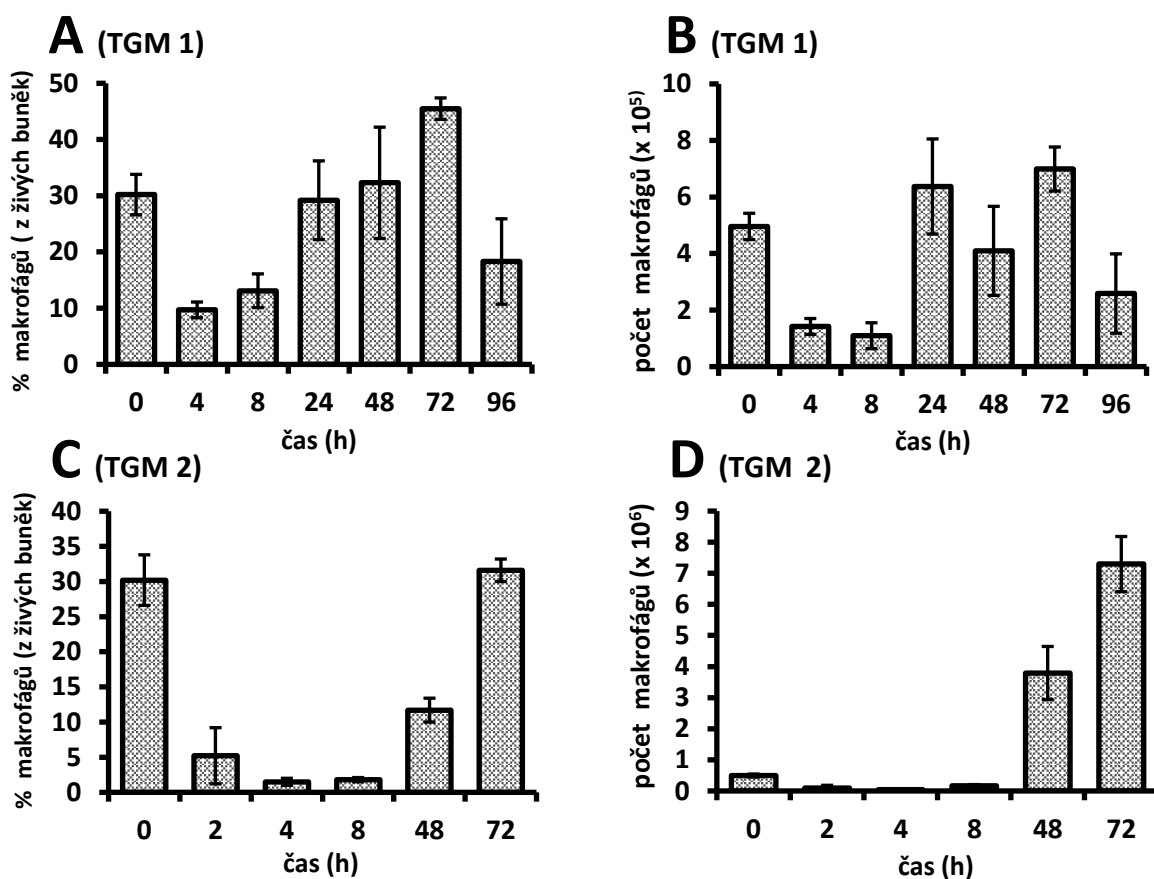 A (TGM 1)
% makrofágů ( z živých buněk)
50
40
30
20
10
0
0 4 8 24 48 72 96
čas (h)
B (TGM 1)
počet makrofágů (x 10⁵⁾
10
8
6
4
2
0
0 4 8 24 48 72 96
čas (h)
C (TGM 2)
% makrofágů (z živých buněk)
40
35
30
25
20
15
10
5
0
0 2 4 8 48 72
čas (h)
D (TGM 2)
počet makrofágů (x 10⁶)
9
8
7
6
5
4
3
2
1
0
0 2 4 8 48 72
čas (h)